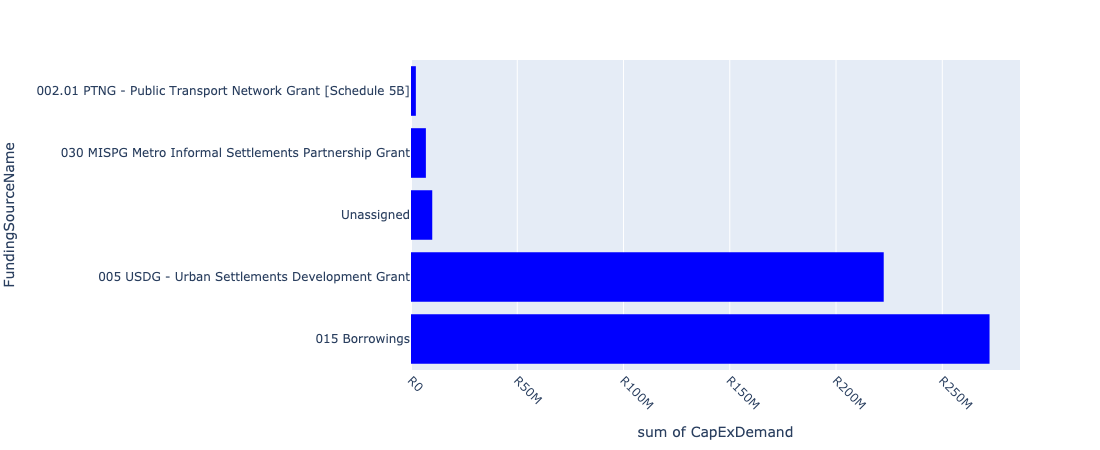 002.01 PTNG - Public Transport Network Grant [Schedule 5B]
030 MISPG Metro Informal Settlements Partnership Grant
Unassigned
005 USDG - Urban Settlements Development Grant
015 Borrowings
FundingSourceName
R0
R50M
R100M
R150M
R200M
R250M
sum of CapExDemand